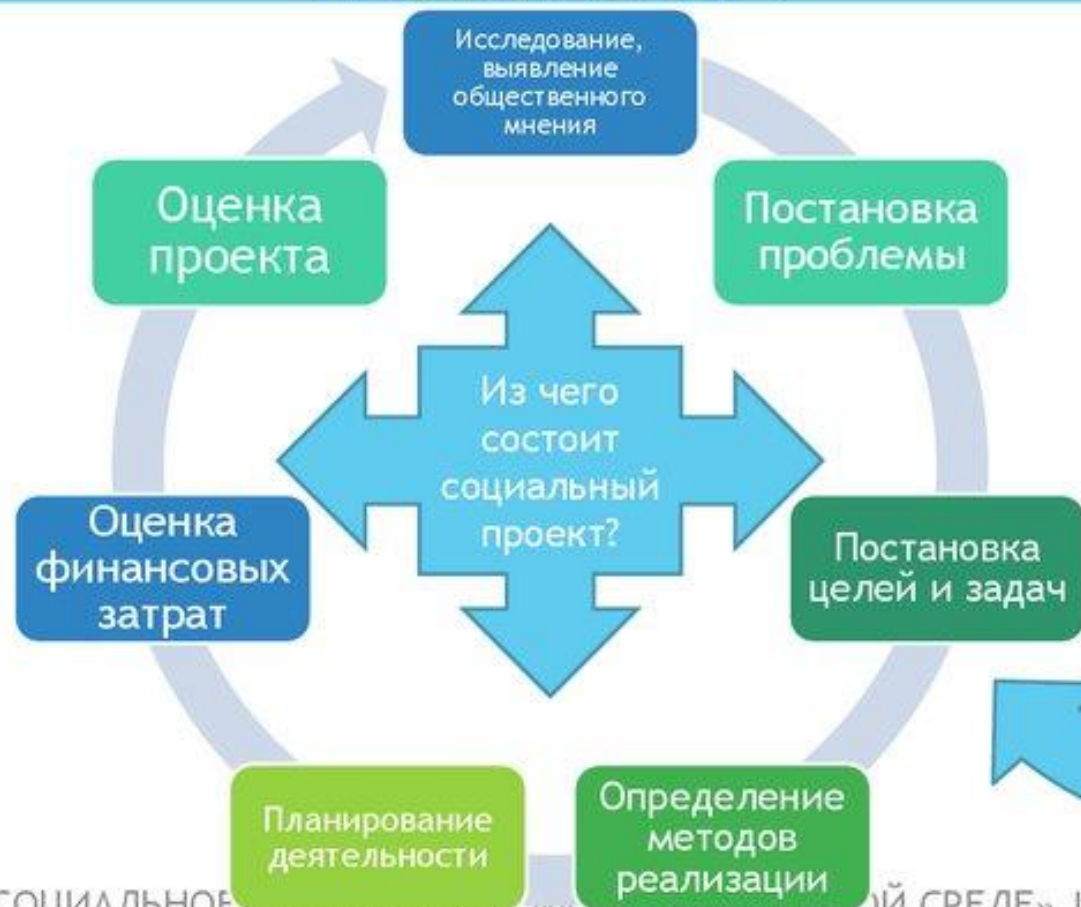 Исследование,
выявление
общественного
мнения
Постановка
проблемы
Постановка
целей и задач
Определение
методов
реализации
Планирование
деятельности
Оценка
финансовых
затрат
Оценка
проекта
Из чего
состоит
социальный
проект?
СРЕДЕ»